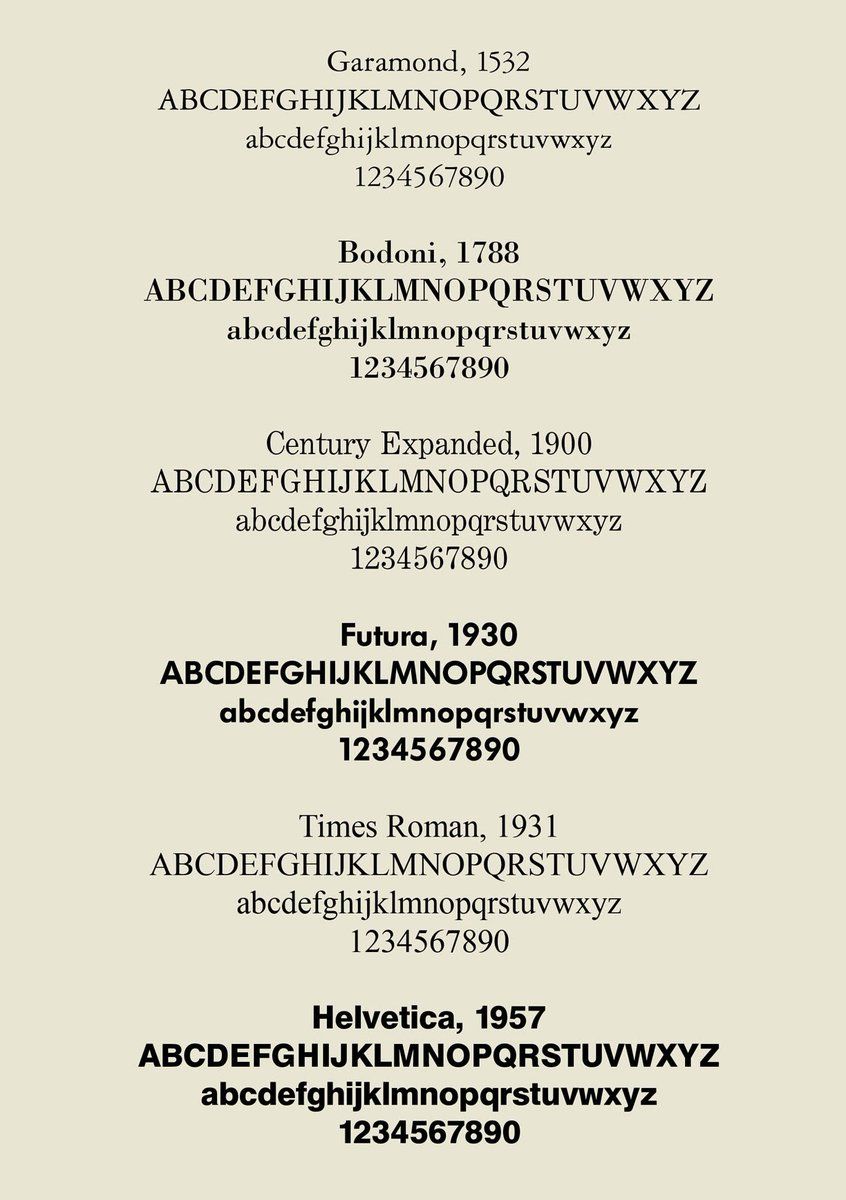 Garamond, 1532
ABCDEFGHIJKLMNOPQRSTUVWXYZ
abcdefghijklmnopqrstuvwxyz
1234567890
Bodoni, 1788
ABCDEFGHIJKLMNOPQRSTUVWXYZ
abcdefghijklmnopqrstuvwxyz
1234567890
Century Expanded, 1900
ABCDEFGHIJKLMNOPQRSTUVWXYZ
abcdefghijklmnopqrstuvwxyz
1234567890
Futura, 1930
ABCDEFGHIJKLMNOPQRSTUVWXYZ
abcdefghijklmnopqrstuvwxyz
1234567890
Times Roman, 1931
ABCDEFGHIJKLMNOPQRSTUVWXYZ
abcdefghijklmnopqrstuvwxyz
1234567890
Helvetica, 1957
ABCDEFGHIJKLMNOPQRSTUVWXYZ
abcdefghijklmnopqrstuvwxyz
1234567890